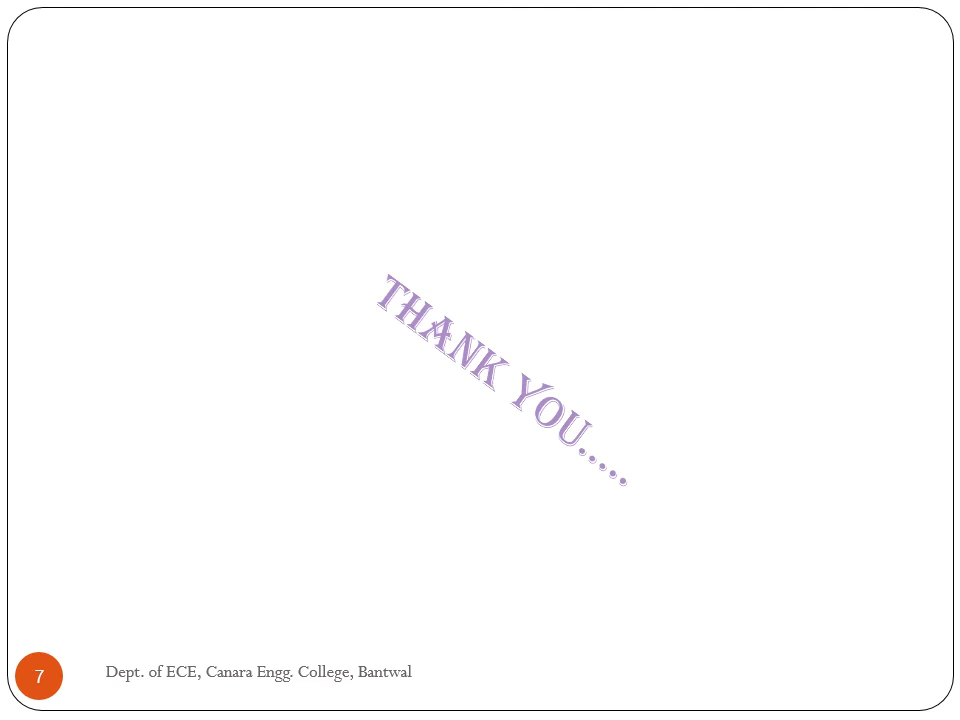 THANK YOU.....
7
Dept. of ECE, Canara Engg. College, Bantwal